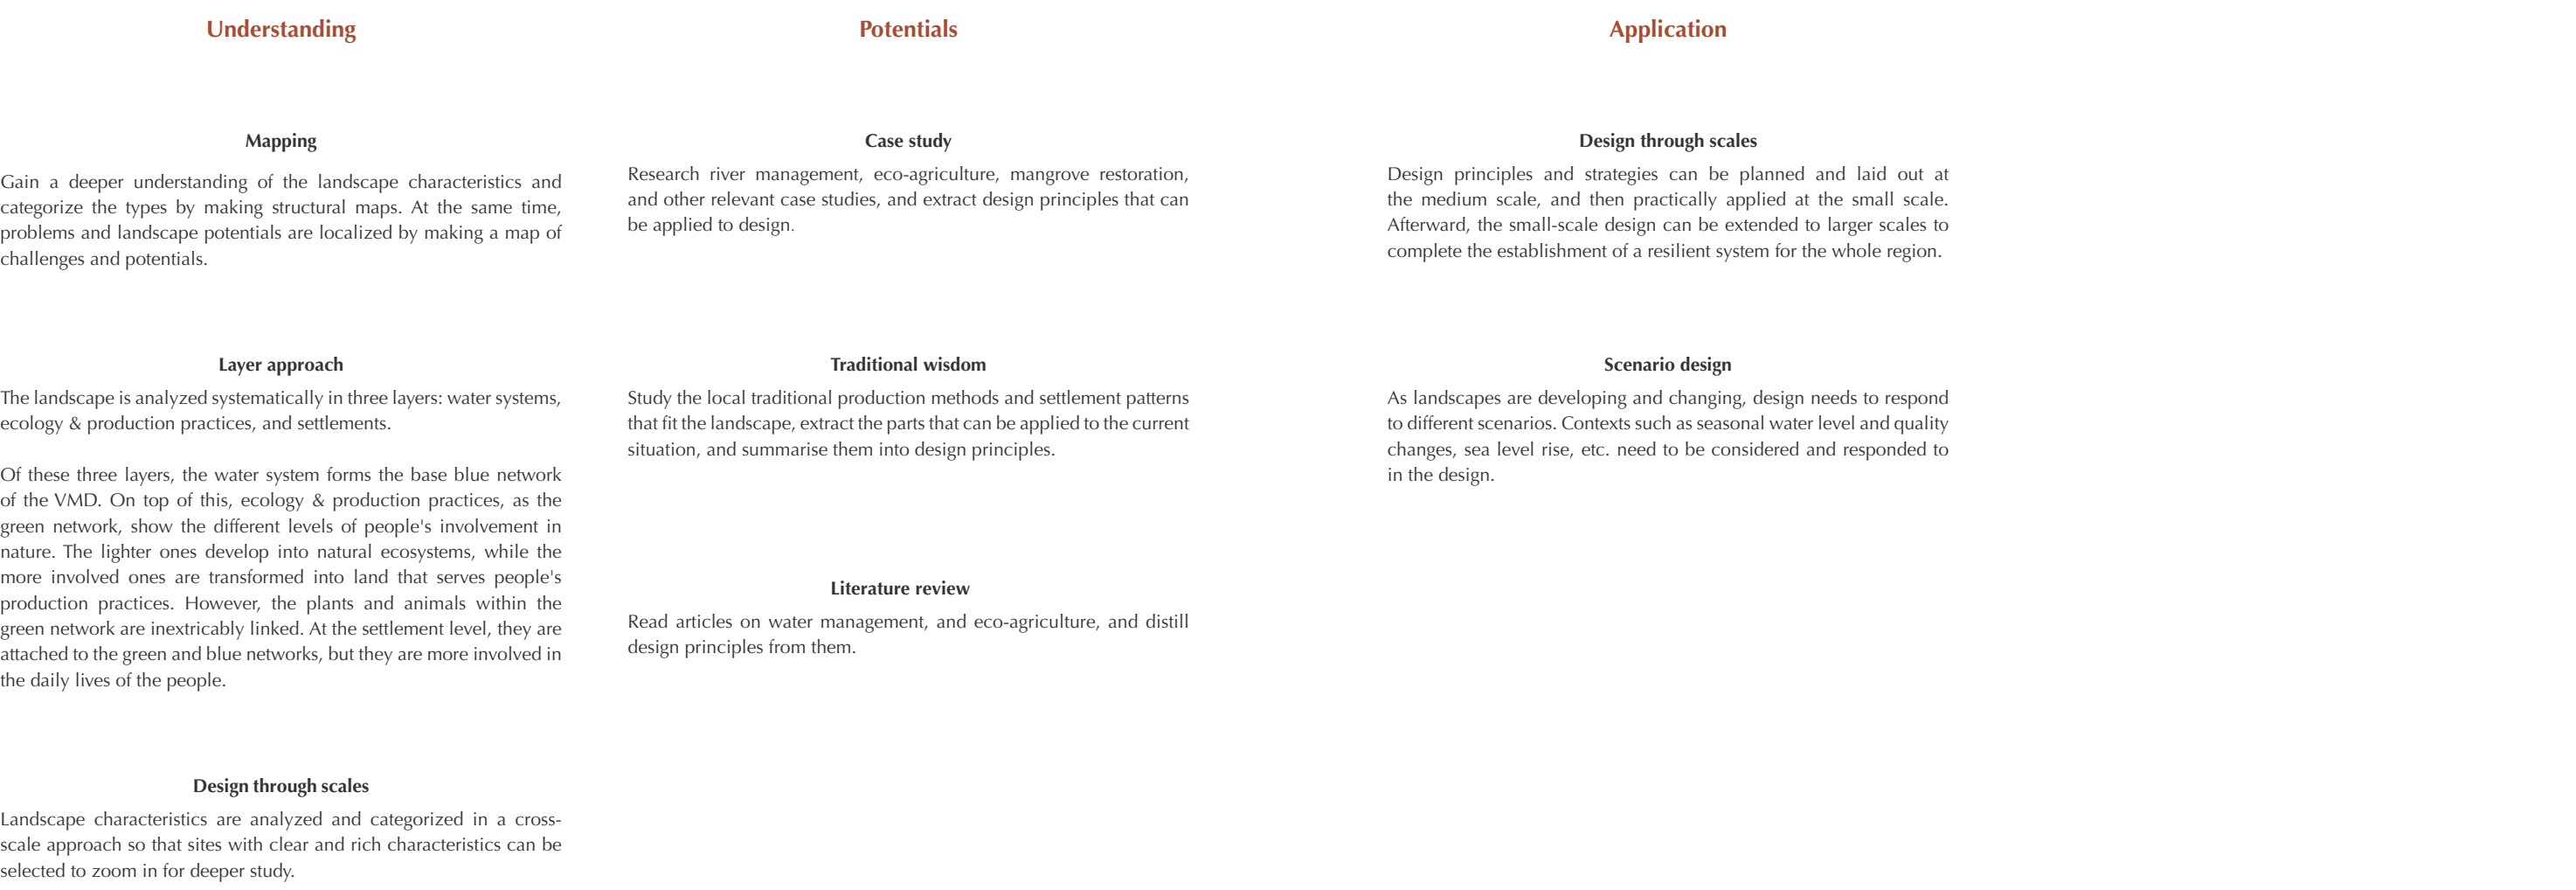 Understanding
Mapping
Gain a deeper understanding of the landscape characteristics and
categorize the types by making structural maps. At the same time,
problems and landscape potentials are localized by making a map of
challenges and potentials.
Layer approach
The landscape is analyzed systematically in three layers: water systems,
ecology & production practices, and settlements.
Of these three layers, the water system forms the base blue network
of the VMD. On top of this, ecology & production practices, as the
green network, show the different levels of people's involvement in
nature. The lighter ones develop into natural ecosystems, while the
more involved ones are transformed into land that serves people's
production practices. However, the plants and animals within the
green network are inextricably linked. At the settlement level, they are
attached to the green and blue networks, but they are more involved in
the daily lives of the people.
Design through scales
Landscape characteristics are analyzed and categorized in a cross-
scale approach so that sites with clear and rich characteristics can be
selected to zoom in for deeper study.
Potentials
Case study
Research river management, eco-agriculture, mangrove restoration,
and other relevant case studies, and extract design principles that can
be applied to design.
Traditional wisdom
Study the local traditional production methods and settlement patterns
that fit the landscape, extract the parts that can be applied to the current
situation, and summarise them into design principles.
Literature review
Read articles on water management, and eco-agriculture, and distill
design principles from them.
Application
Design through scales
Design principles and strategies can be planned and laid out at
the medium scale, and then practically applied at the small scale.
Afterward, the small-scale design can be extended to larger scales to
complete the establishment of a resilient system for the whole region.
Scenario design
As landscapes are developing and changing, design needs to respond
to different scenarios. Contexts such as seasonal water level and quality
changes, sea level rise, etc. need to be considered and responded to
in the design.